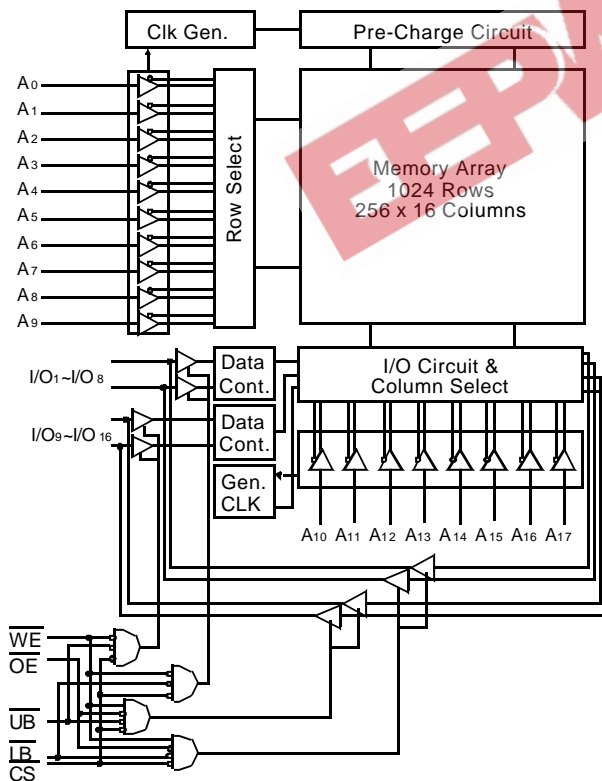 Clk Gen.
Pre-Charge Circuit
A0
A1
A2
A3
A4
A5
A6
A7
A8
A9
Row Select
Memory Array
1024 Rows
256 x 16 Columns
I/O1~I/O 8
Data
Cont.
I/O Circuit &
Column Select
I/O9~I/O 16
Data
Cont.
Gen.
CLK
A10 A11 A12 A13 A14 A15 A16 A17
WE
OE
UB
LB
CS